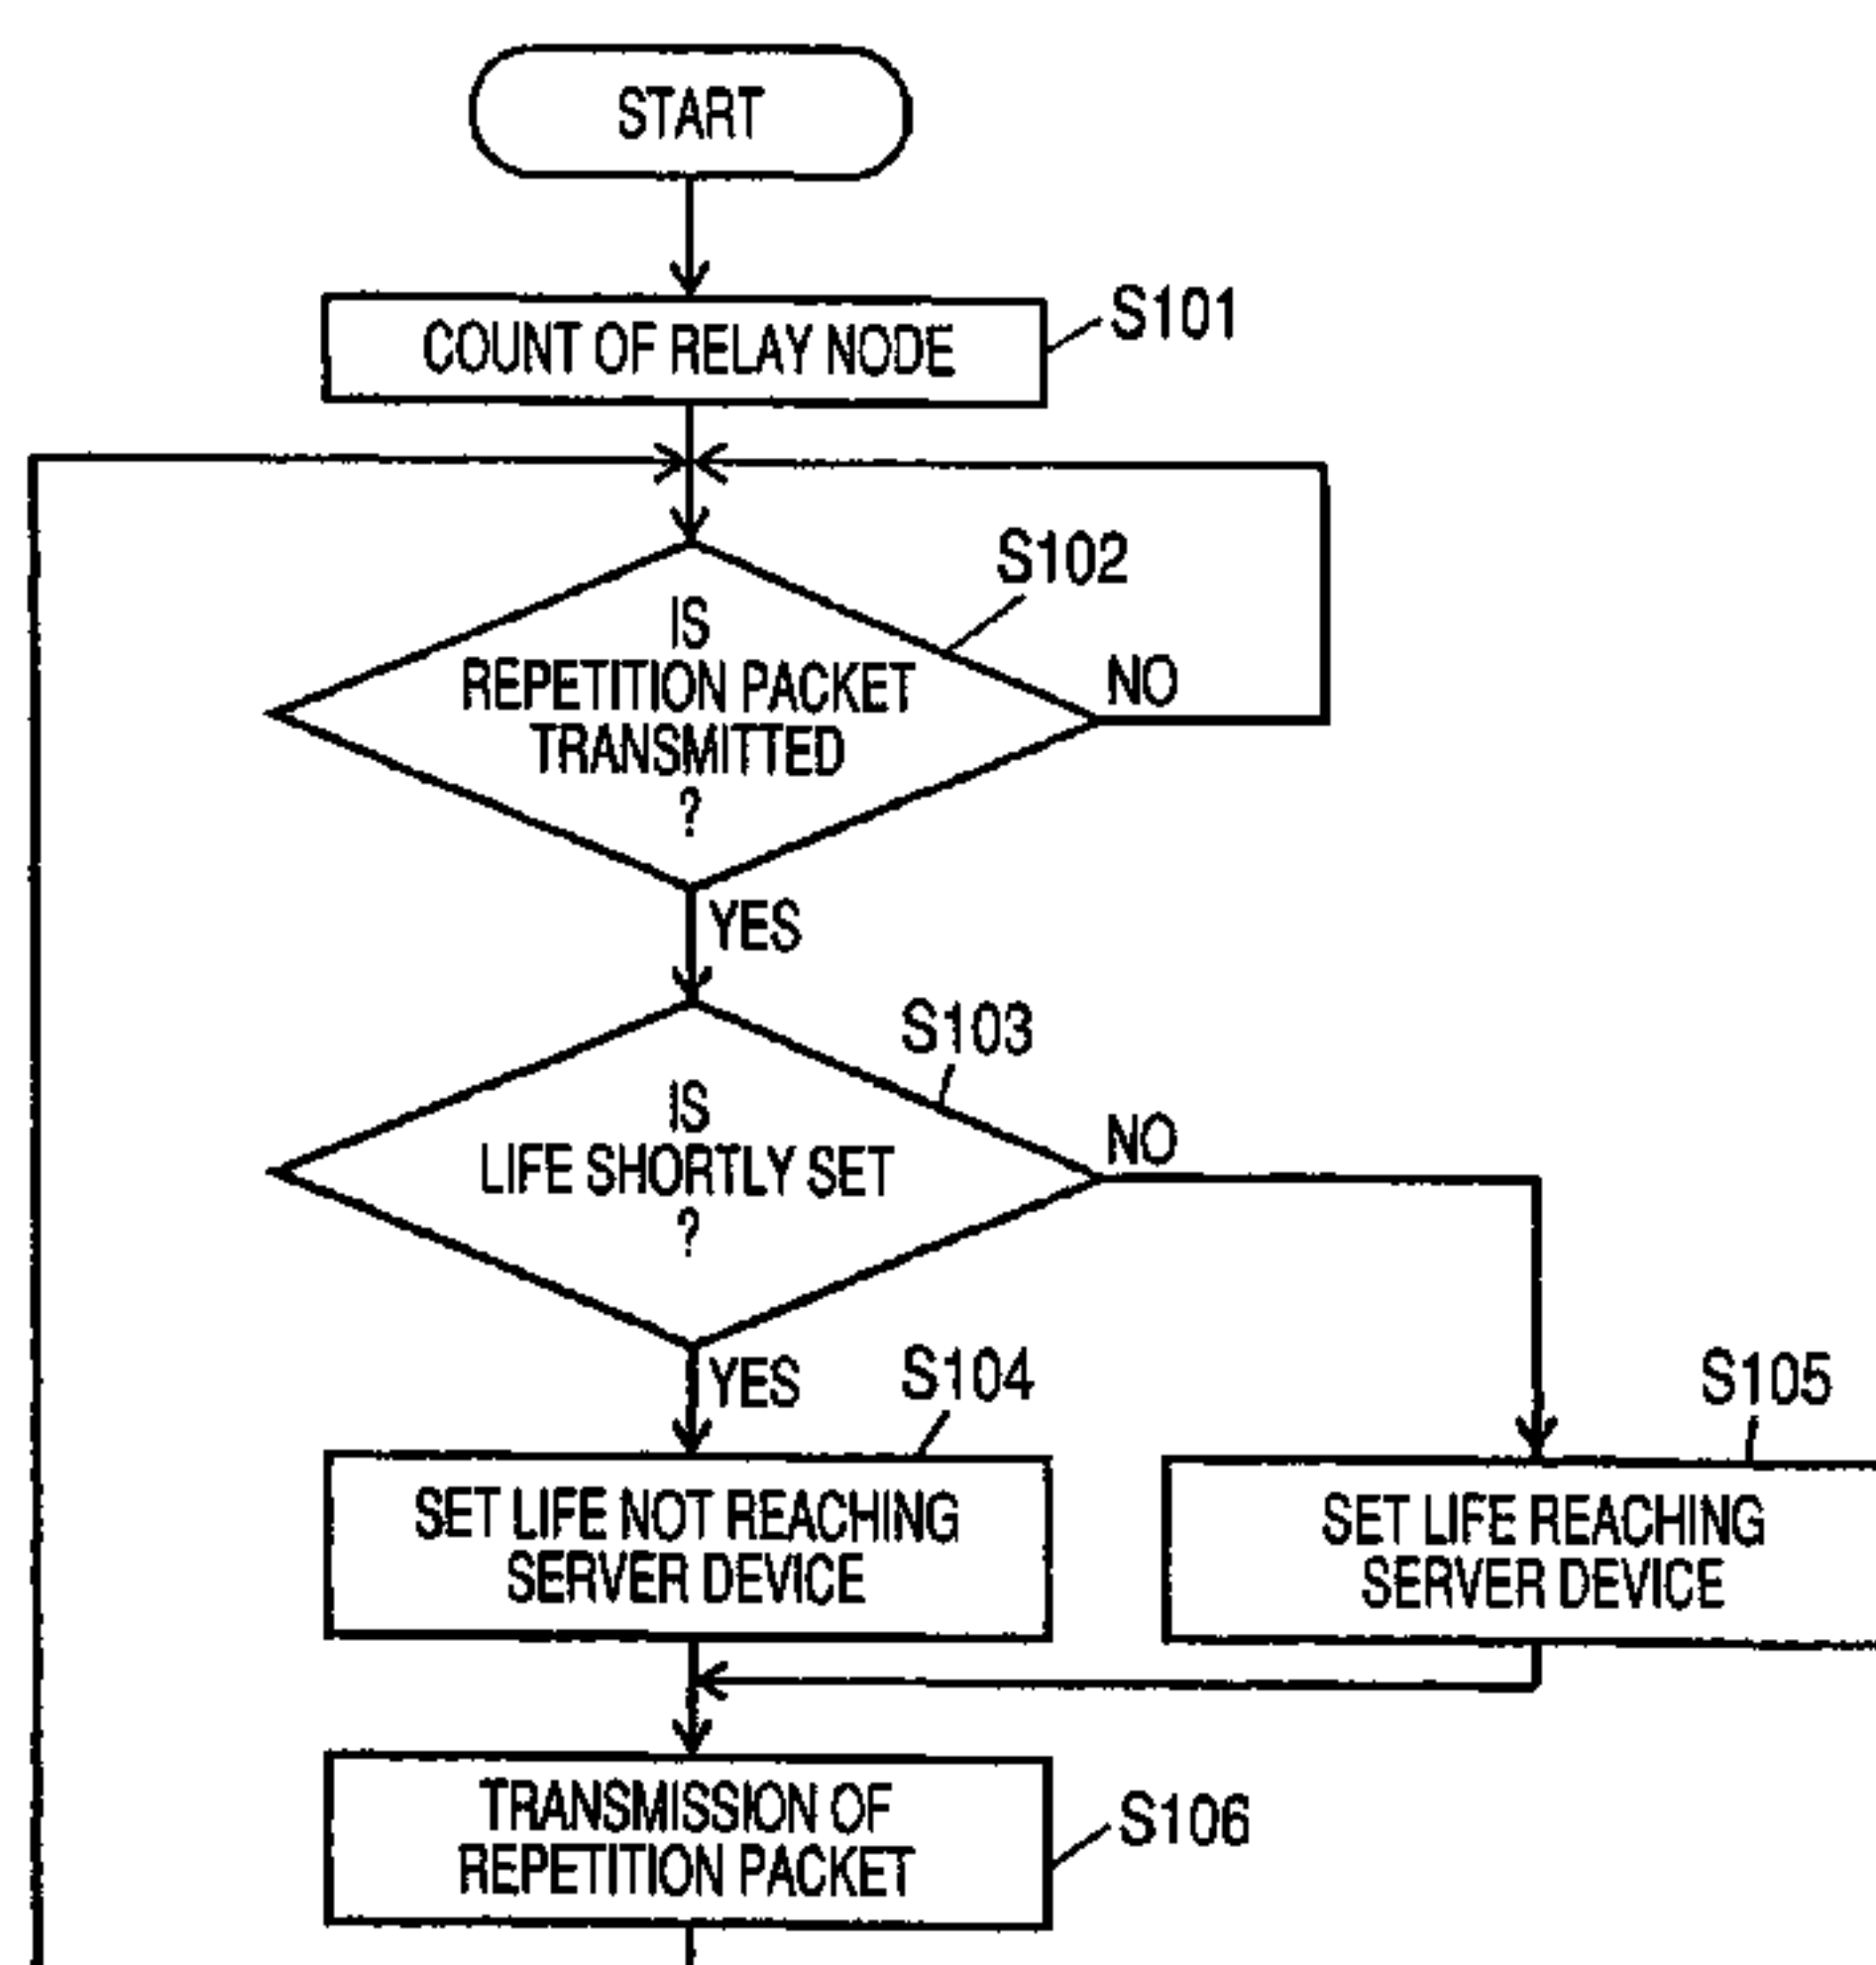 START
COUNT OF RELAY NODE
S101
S102
IS
REPETITION PACKET
TRANSMITTED
?
NO
YES
S103
IS
LIFE SHORTLY SET
?
NO
YES
S104
S105
SET LIFE NOT REACHING
SERVER DEVICE
SET LIFE REACHING
SERVER DEVICE
TRANSMISSION OF
REPETITION PACKET
S106